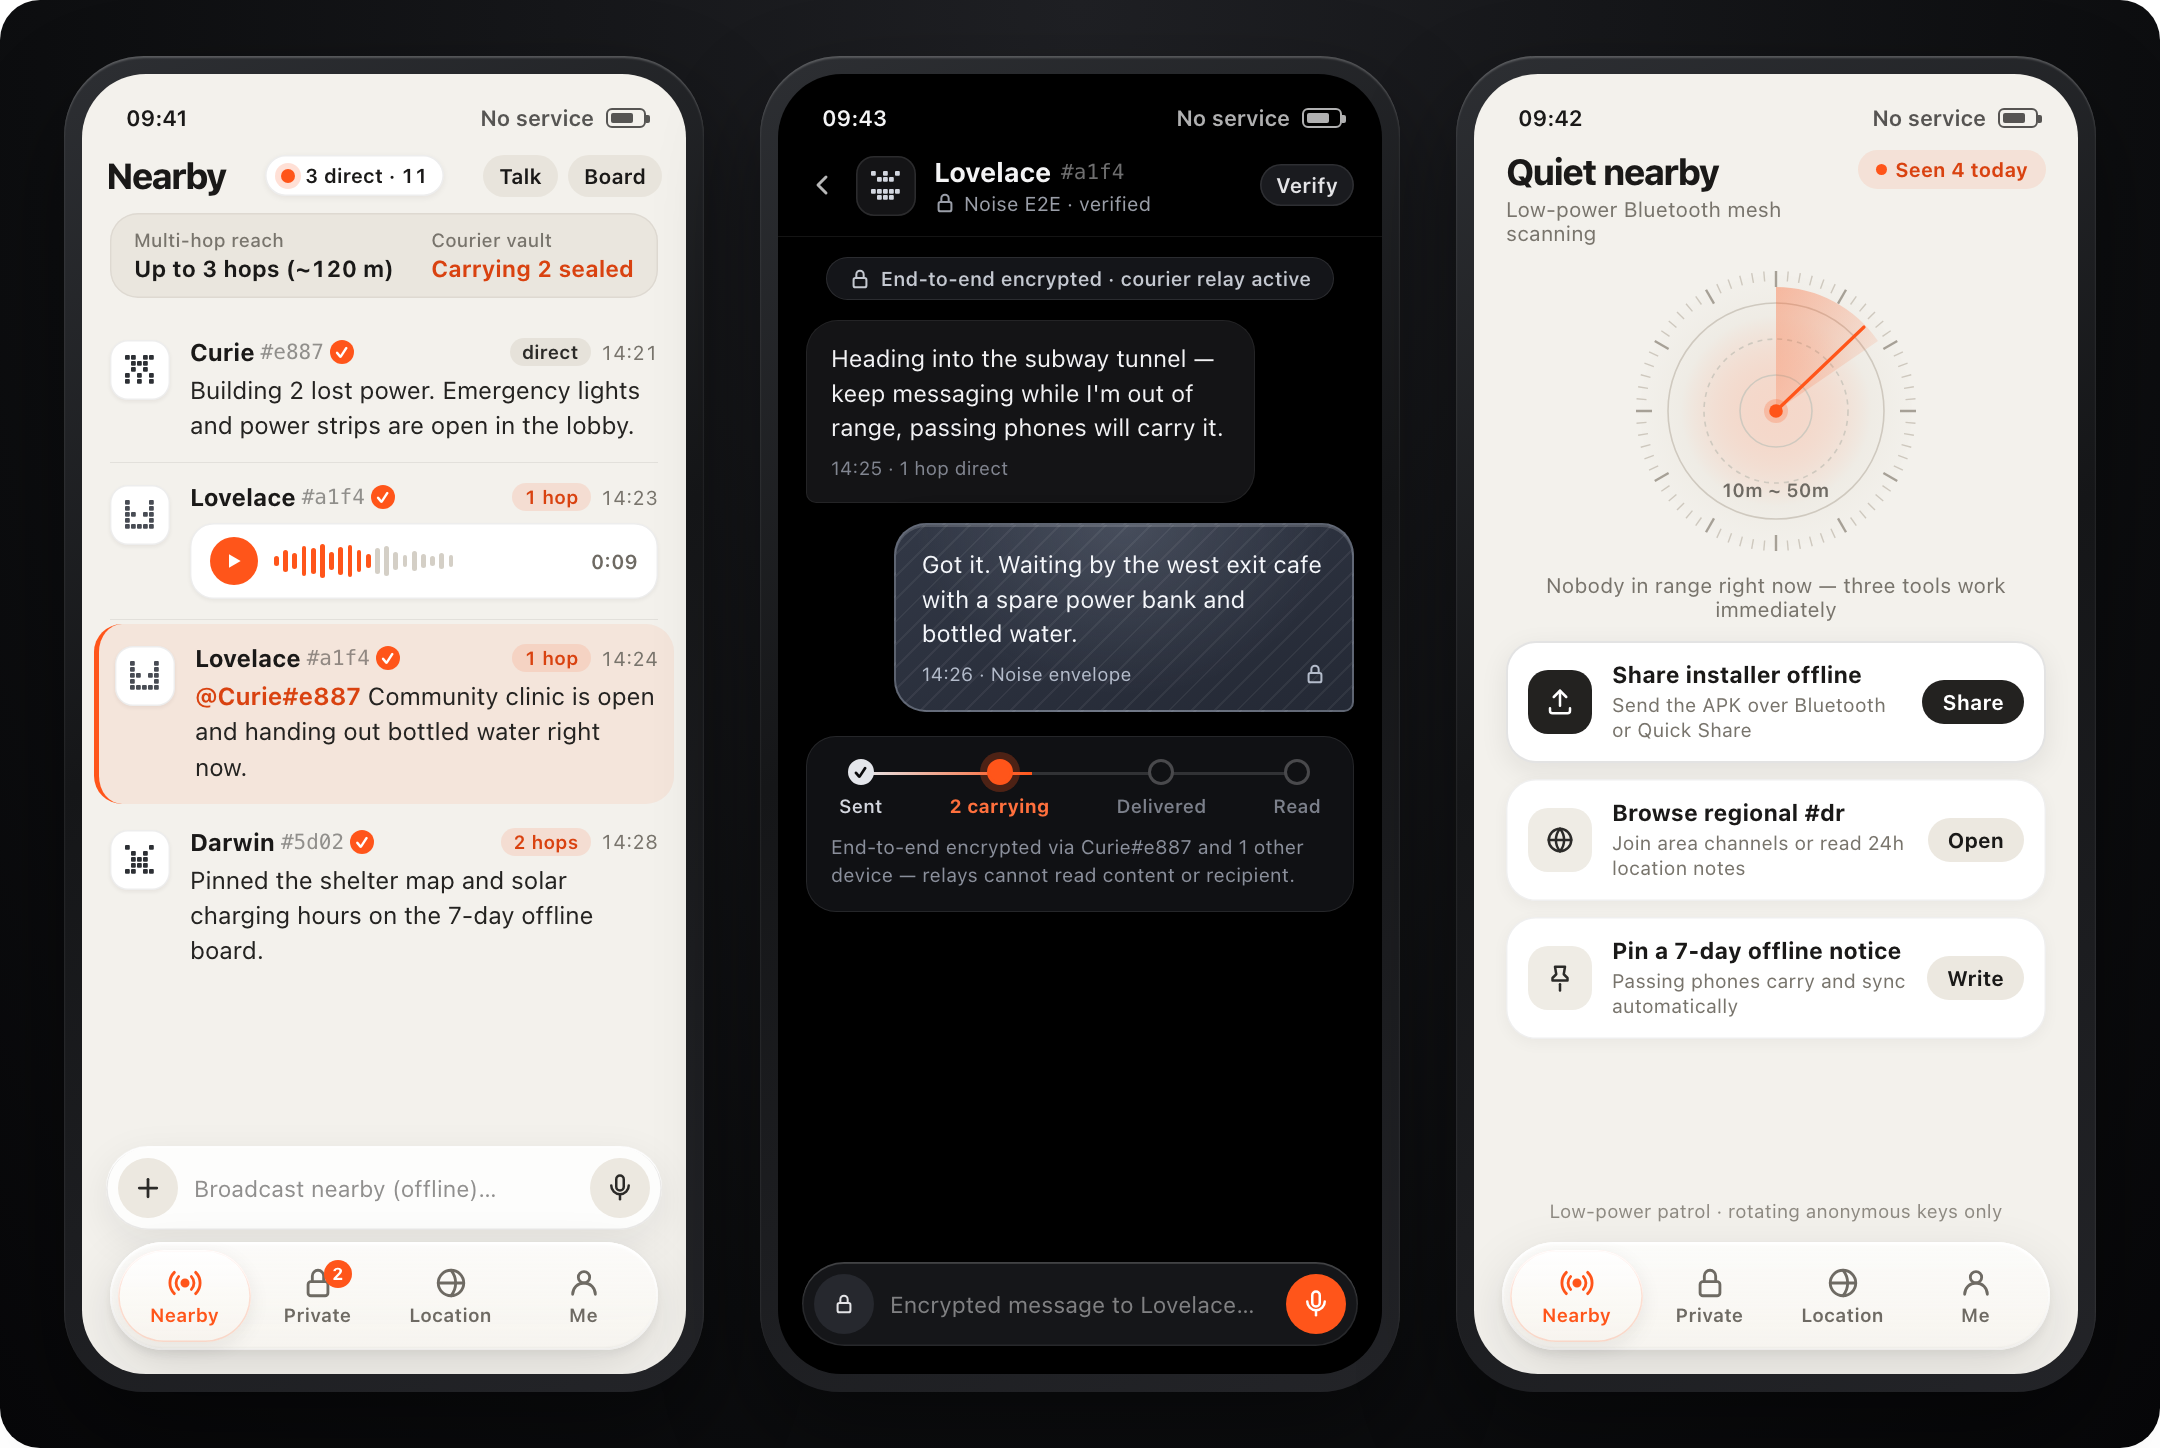 09:41
No service
Nearby
3 direct · 11
Talk
Board
Multi-hop reach
Up to 3 hops (~120 m)
Courier vault
Carrying 2 sealed
Curie #e887
direct
14:21
Building 2 lost power. Emergency lights
and power strips are open in the lobby.
Lovelace #a1f4
1 hop
14:23
0:09
Lovelace #a1f4
1 hop
14:24
@Curie#e887 Community clinic is open
and handing out bottled water right
now.
Darwin #5d02
2 hops
14:28
Pinned the shelter map and solar
charging hours on the 7-day offline
board.
Broadcast nearby (offline)...
Nearby
2
Private
Location
Me
09:43
No service
Lovelace #a1f4
Noise E2E · verified
Verify
End-to-end encrypted · courier relay active
Heading into the subway tunnel —
keep messaging while I'm out of
range, passing phones will carry it.
14:25 · 1 hop direct
Got it. Waiting by the west exit cafe
with a spare power bank and
bottled water.
14:26 · Noise envelope
Sent
2 carrying
Delivered
Read
End-to-end encrypted via Curie#e887 and 1 other
device — relays cannot read content or recipient.
Encrypted message to Lovelace...
09:42
No service
Quiet nearby
Seen 4 today
Low-power Bluetooth mesh
scanning
10m ~ 50m
Nobody in range right now — three tools work
immediately
Share installer offline
Send the APK over Bluetooth
or Quick Share
Share
Browse regional #dr
Join area channels or read 24h
location notes
Open
Pin a 7-day offline notice
Passing phones carry and sync
automatically
Write
Low-power patrol · rotating anonymous keys only
Nearby
Private
Location
Me